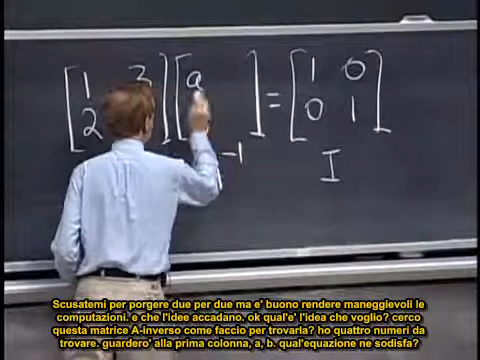 1 3 a = 1 0
2 0 1
-1 I
Scusatemi per porgere due per due ma e' buono rendere maneggievoli le
computazioni. e che l'idee accadano. ok qual'e' l'idea che voglio? cerco
questa matrice A-inverso come faccio per trovarla? ho quattro numeri da
trovare. guardero' alla prima colonna, a, b. qual'equazione ne sodisfa?